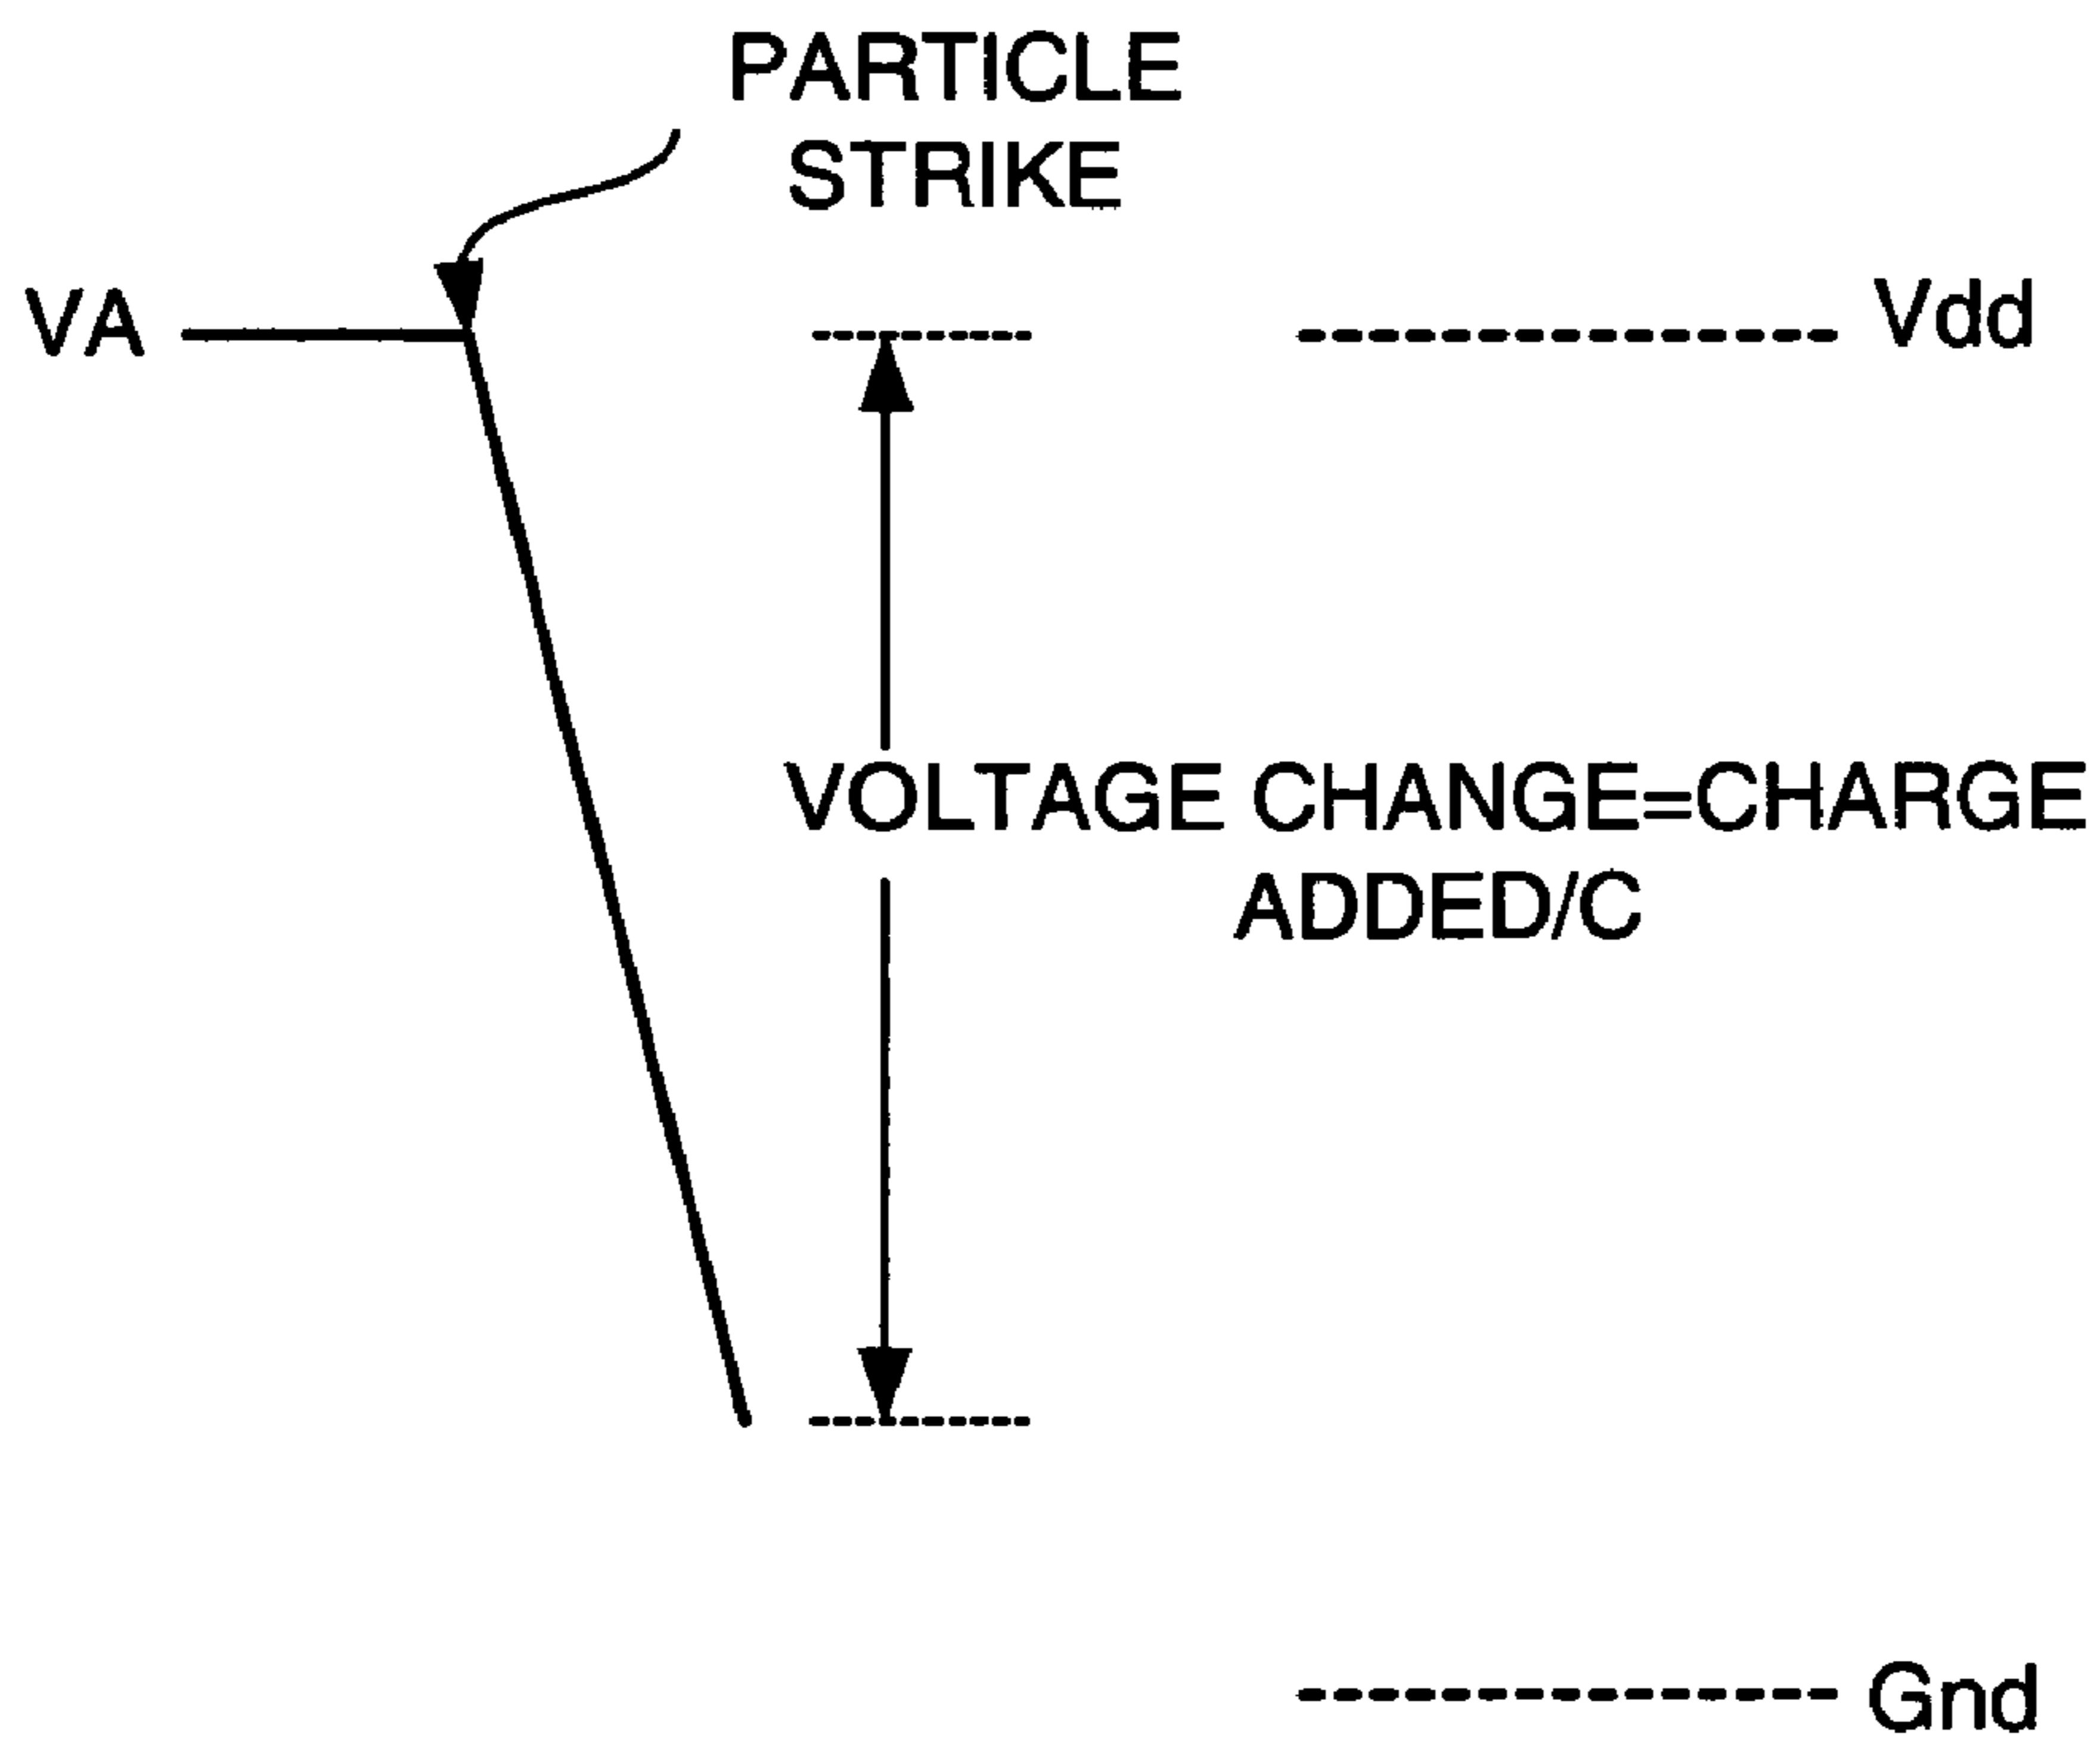 PARTICLE
STRIKE
VA
Vdd
VOLTAGE CHANGE=CHARGE
ADDED/C
Gnd